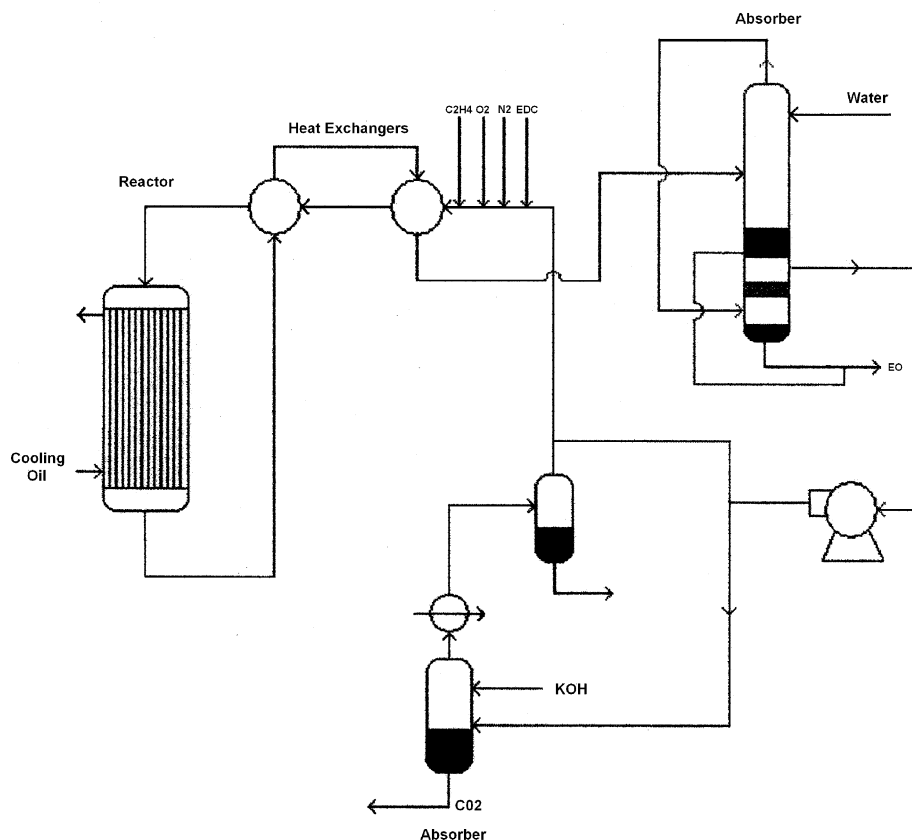 Absorber
Water
C2H4 O2 N2 EDC
Heat Exchangers
Reactor
EO
Cooling
Oil
KOH
C02
Absorber